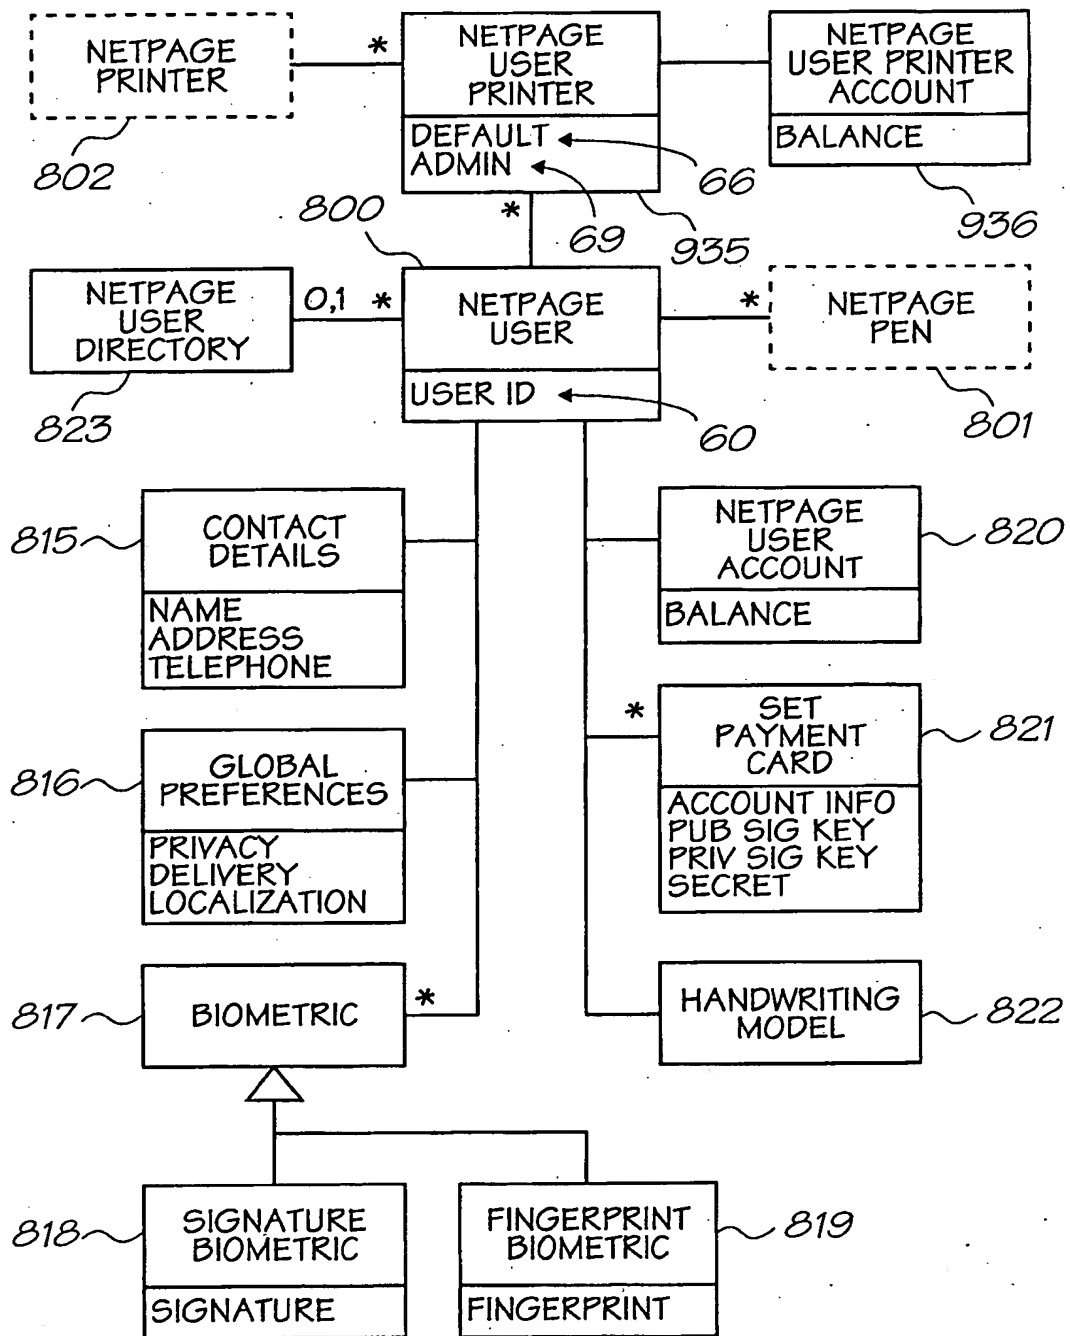 NETPAGE
PRINTER
802
*
NETPAGE
USER
PRINTER
DEFAULT
ADMIN
66
69
935
NETPAGE
USER PRINTER
ACCOUNT
BALANCE
936
*
800
NETPAGE
USER
DIRECTORY
823
0,1 *
NETPAGE
USER
USER ID
60
*
NETPAGE
PEN
801
815
CONTACT
DETAILS
NAME
ADDRESS
TELEPHONE
NETPAGE
USER
ACCOUNT
BALANCE
820
816
GLOBAL
PREFERENCES
PRIVACY
DELIVERY
LOCALIZATION
*
SET
PAYMENT
CARD
ACCOUNT INFO
PUB SIG KEY
PRIV SIG KEY
SECRET
821
817
BIOMETRIC
*
HANDWRITING
MODEL
822
818
SIGNATURE
BIOMETRIC
SIGNATURE
FINGERPRINT
BIOMETRIC
FINGERPRINT
819